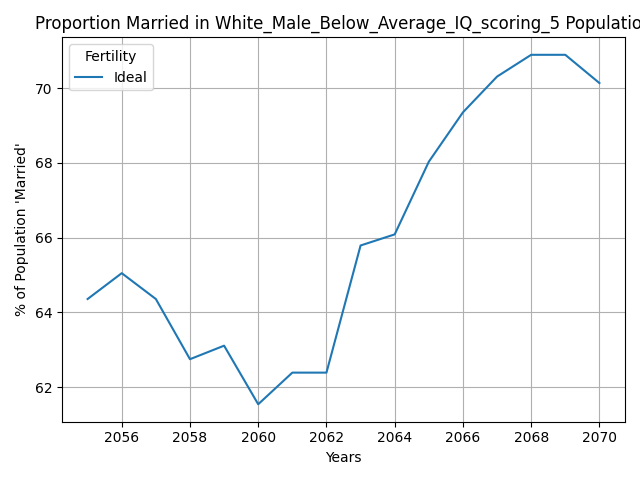 Proportion Married in White_Male_Below_Average_IQ_scoring_5 Populatio
Fertility
Ideal
% of Population 'Married'
70
68
66
64
62
2056 2058 2060 2062 2064 2066 2068 2070
Years